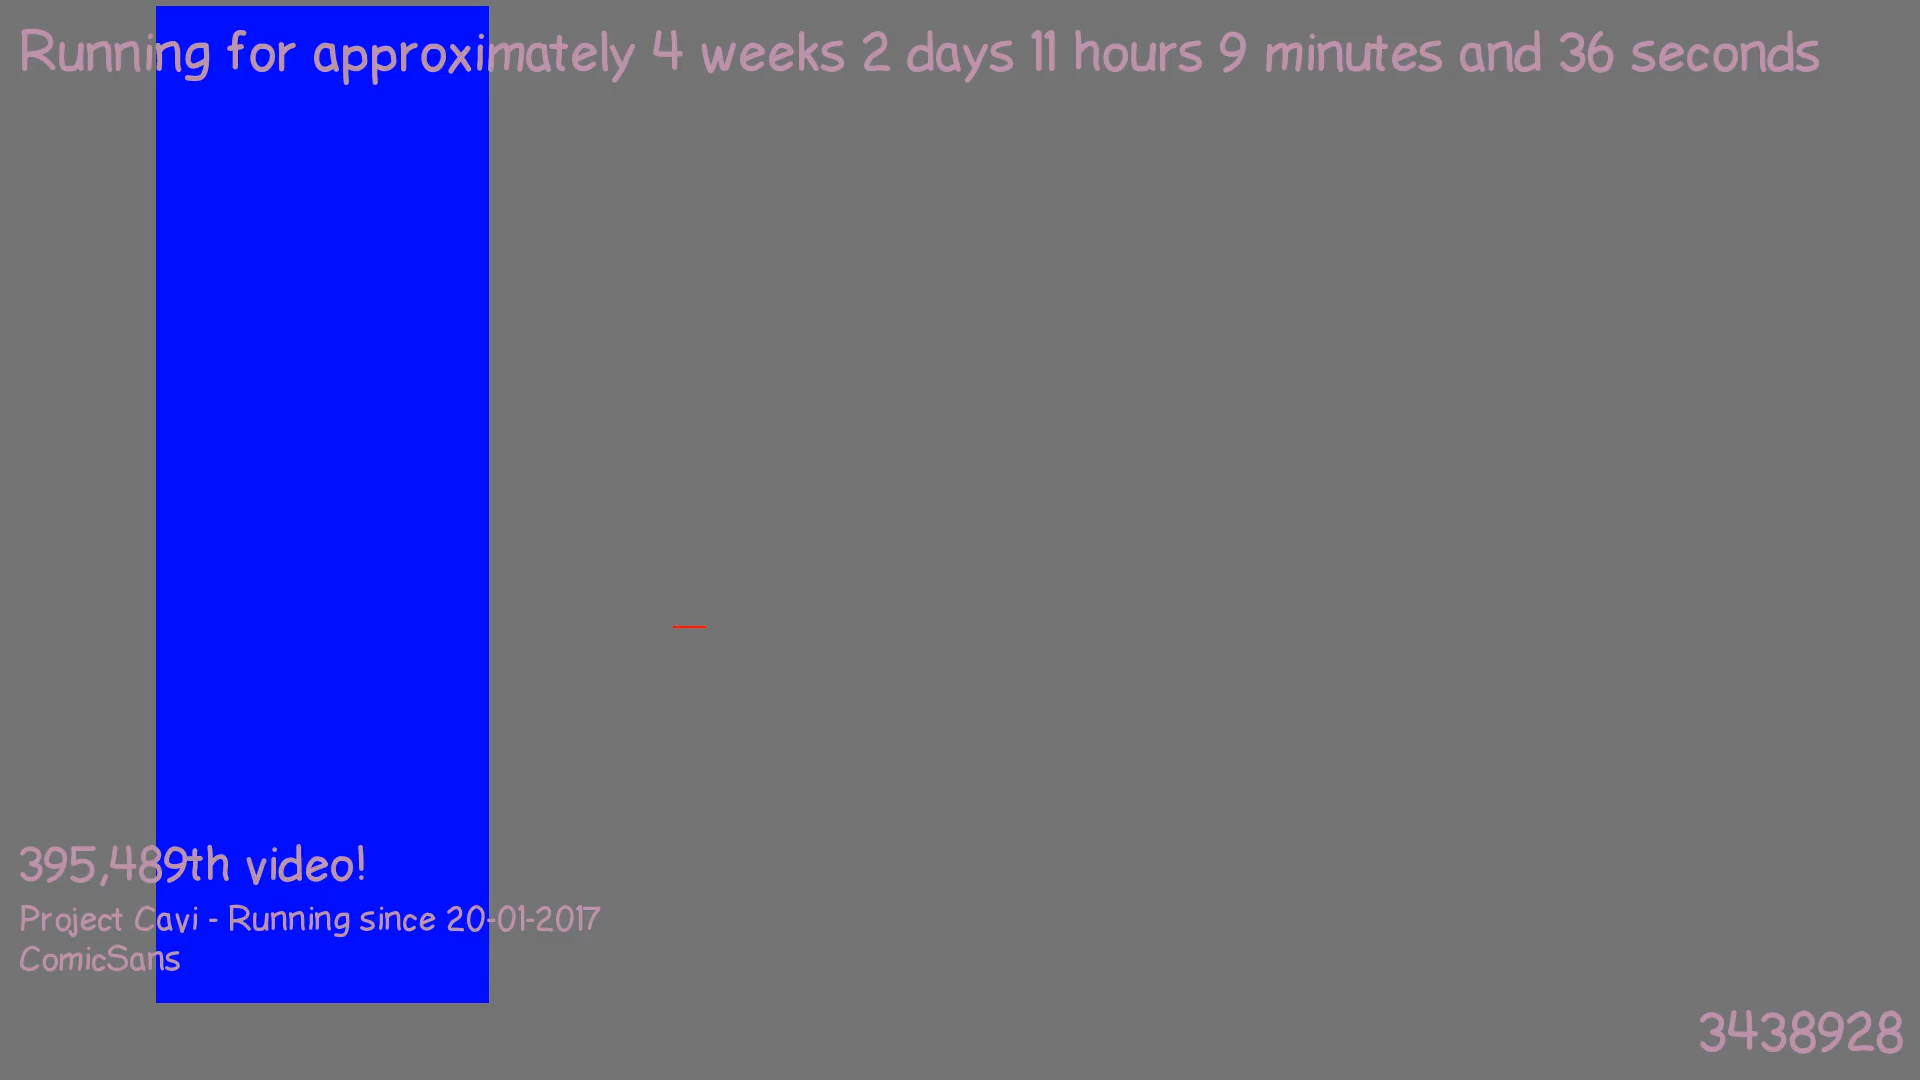 Running for approximately 4 weeks 2 days 11 hours 9 minutes and 36 seconds
395,489th video!
Project Cavi - Running since 20-01-2017
ComicSans
3438928